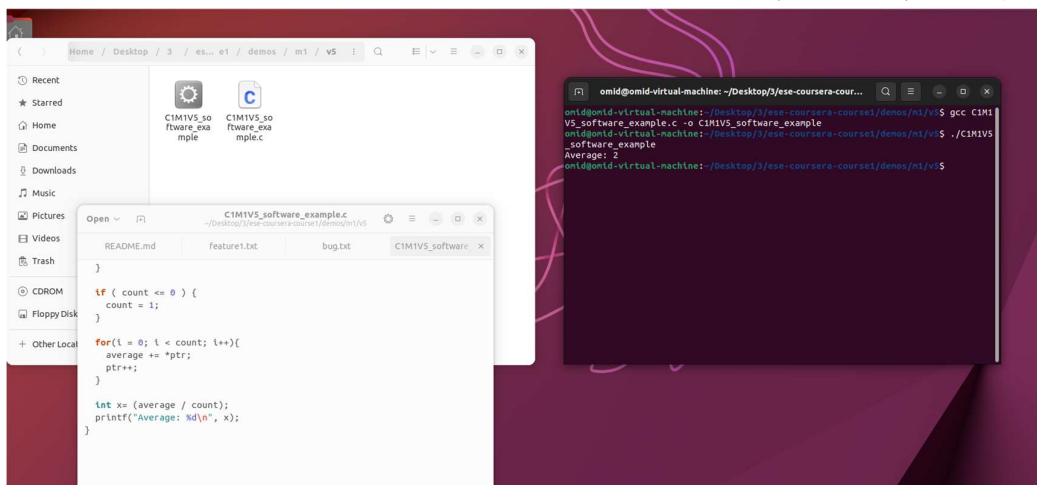 Home / Desktop / 3 / es... e1 / demos / m1 / v5
Recent
Starred
Home
Documents
Downloads
Music
Pictures
Videos
Trash
CDROM
Floppy Disk
+ Other Locat
C1M1V5_so
ftware_exa
mple
C1M1V5_so
ftware_exa
mple.c
Open
C1M1V5_software_example.c
~/Desktop/3/ese-coursera-course1/demos/m1/v5
README.md
feature1.txt
bug.txt
C1M1V5_software
}
if ( count <= 0 ) {
count = 1;
}
for(i = 0; i < count; i++){
average += *ptr;
ptr++;
}
int x= (average / count);
printf("Average: %d\n", x);
}
omid@omid-virtual-machine: ~/Desktop/3/ese-coursera-cour...
omid@omid-virtual-machine:~/Desktop/3/ese-coursera-course1/demos/m1/v5$ gcc C1M1
V5_software_example.c -o C1M1V5_software_example
omid@omid-virtual-machine:~/Desktop/3/ese-coursera-course1/demos/m1/v5$ ./C1M1V5
_software_example
Average: 2
omid@omid-virtual-machine:~/Desktop/3/ese-coursera-course1/demos/m1/v5$